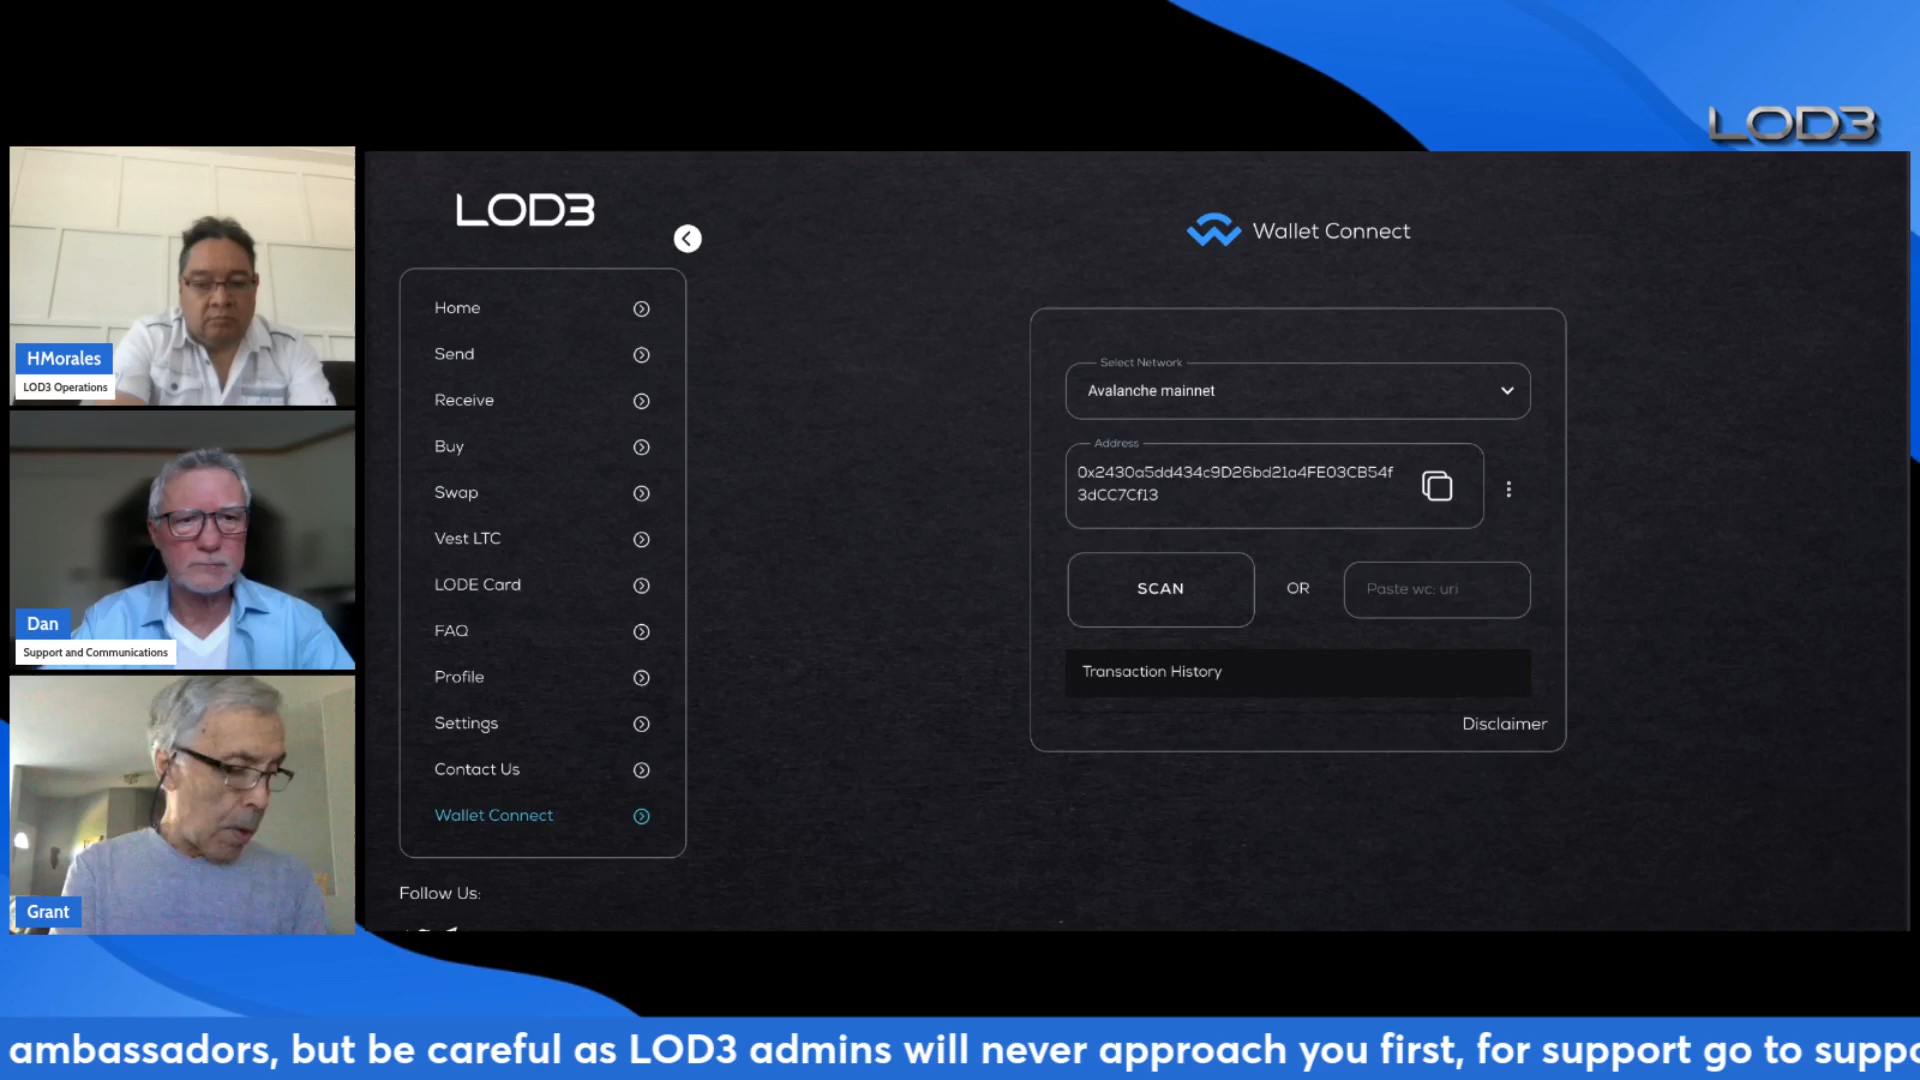 LOD3
HMorales
LOD3 Operations
Dan
Support and Communications
Grant
LOD3
Home
Send
Receive
Buy
Swap
Vest LTC
LODE Card
FAQ
Profile
Settings
Contact Us
Wallet Connect
Follow Us:
Wallet Connect
Select Network
Avalanche mainnet
Address
0x2430a5dd434c9D26bd21a4FE03CB54f
3dCC7Cf13
SCAN
OR
Paste wc: uri
Transaction History
Disclaimer
ambassadors, but be careful as LOD3 admins will never approach you first, for support go to